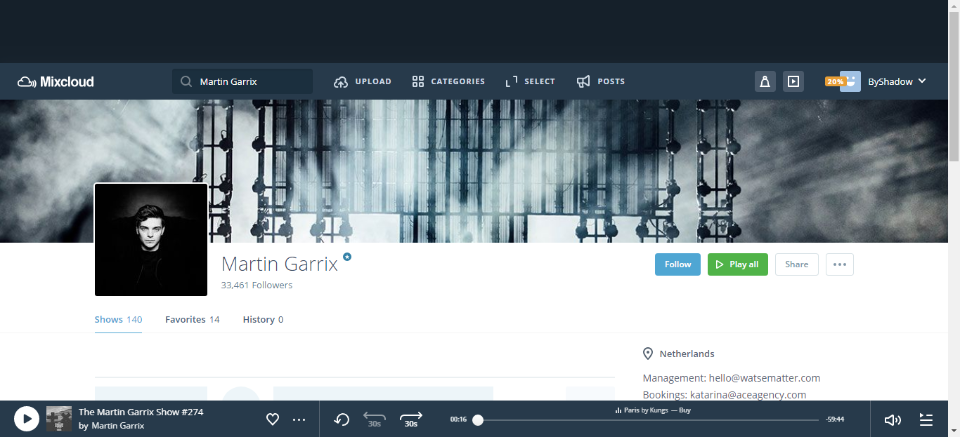 Mixcloud
Martin Garrix
UPLOAD
CATEGORIES
SELECT
POSTS
20%
ByShadow
Martin Garrix
33,461 Followers
Follow
Play all
Share
Shows 140
Favorites 14
History 0
Netherlands
Management: hello@watsematter.com
Bookings: katarina@aceagency.com
The Martin Garrix Show #274
by Martin Garrix
30s
30s
00:16
Paris by Kungs — Buy
-59:44